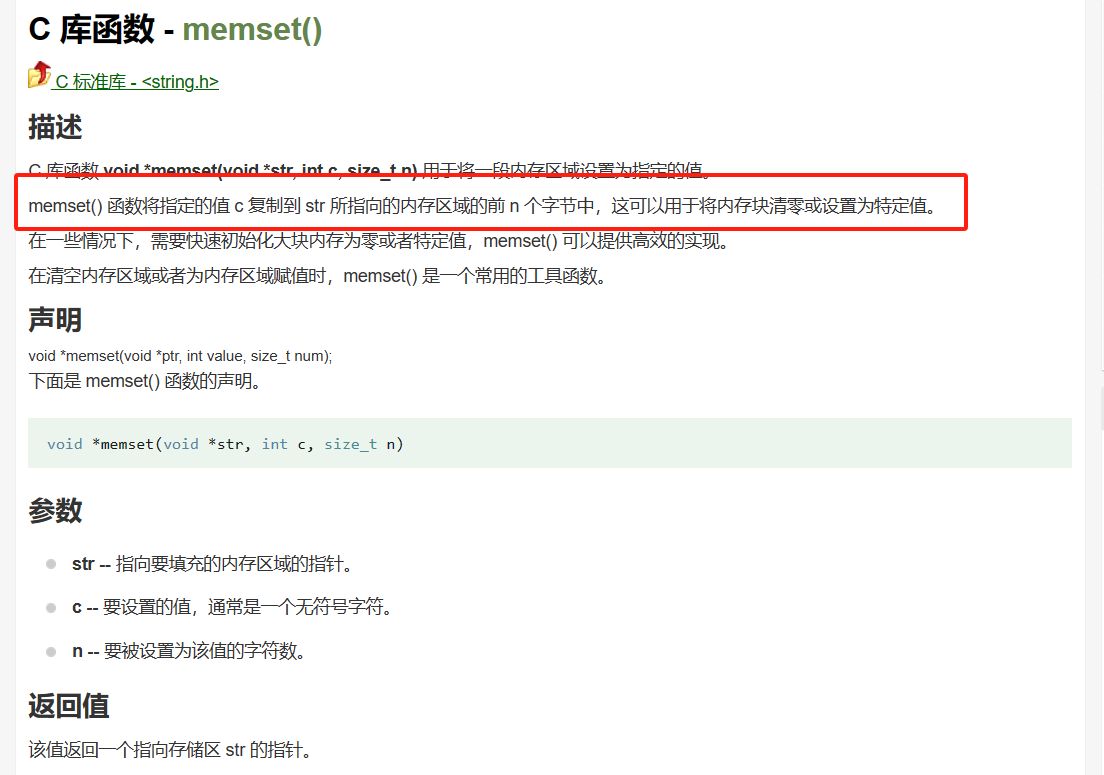 C 库函数 - memset()
C 标准库 - <string.h>
描述
C 库函数 void *memset(void *str, int c, size_t n) 用于将一段内存区域设置为指定的值。
memset() 函数将指定的值 c 复制到 str 所指向的内存区域的前 n 个字节中，这可以用于将内存块清零或设置为特定值。
在一些情况下，需要快速初始化大块内存为零或者特定值，memset() 可以提供高效的实现。
在清空内存区域或者为内存区域赋值时，memset() 是一个常用的工具函数。
声明
void *memset(void *ptr, int value, size_t num);
下面是 memset() 函数的声明。
void *memset(void *str, int c, size_t n)
参数
str -- 指向要填充的内存区域的指针。
c -- 要设置的值，通常是一个无符号字符。
n -- 要被设置为该值的字符数。
返回值
该值返回一个指向存储区 str 的指针。